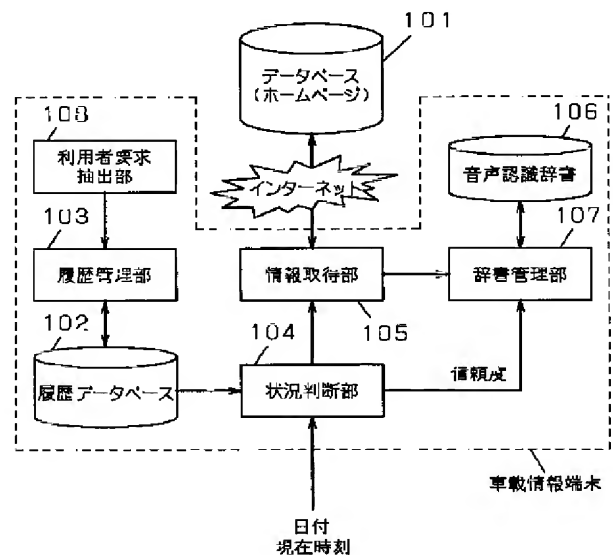 101
データベース
(ホームページ)
108
利用者要求
抽出部
インターネット
106
音声認識辞書
103
履歴管理部
情報取得部
105
107
辞書管理部
102
履歴データベース
104
状況判断部
信頼度
車載情報端末
日付
現在時刻